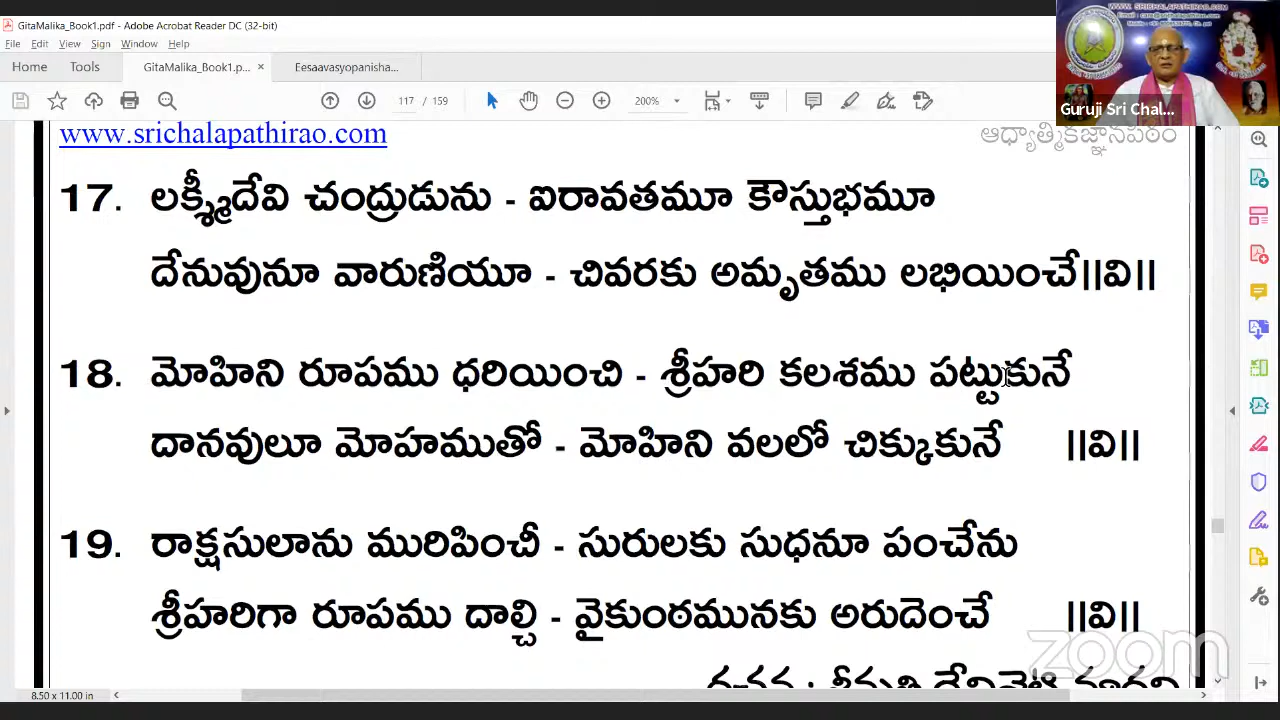 GitaMalika_Book1.pdf - Adobe Acrobat Reader DC (32-bit)
WWW.SRICHALAPATHIRAO.COM
File Edit View Sign Window Help
Home Tools GitaMalika_Book1.p... × Eesaavasyopanisha...
117 / 159 200%
Guruji Sri Chal...
www.srichalapathirao.com ఆధ్యాత్మికజ్ఞానపీఠం
17. లక్ష్మీదేవి చంద్రుడును - ఐరావతమూ కౌస్తుభమూ
దేనువునూ వారుణియూ - చివరకు అమృతము లభియించే||వి||
18. మోహిని రూపము ధరియించి - శ్రీహరి కలశము పట్టుకునే
దానవులూ మోహముతో - మోహిని వలలో చిక్కుకునే ||వి||
19. రాక్షసులాను మురిపించీ - సురులకు సుధనూ పంచేను
శ్రీహరిగా రూపము దాల్చి - వైకుంఠమునకు అరుదెంచే ||వి||
zoom
8.50 x 11.00 in